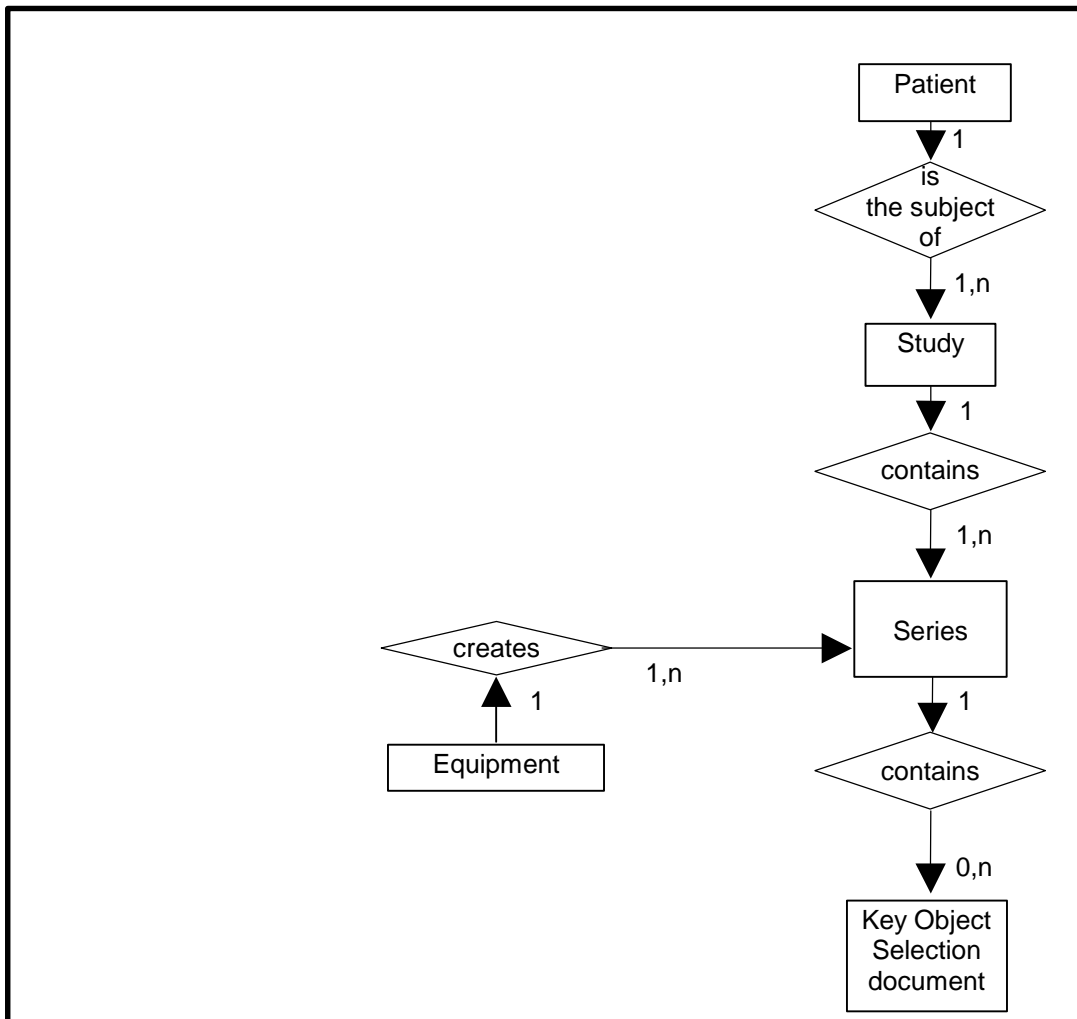 Patient
1
is
the subject
of
1,n
Study
1
contains
1,n
Series
creates
1,n
1
1
Equipment
contains
0,n
Key Object
Selection
document